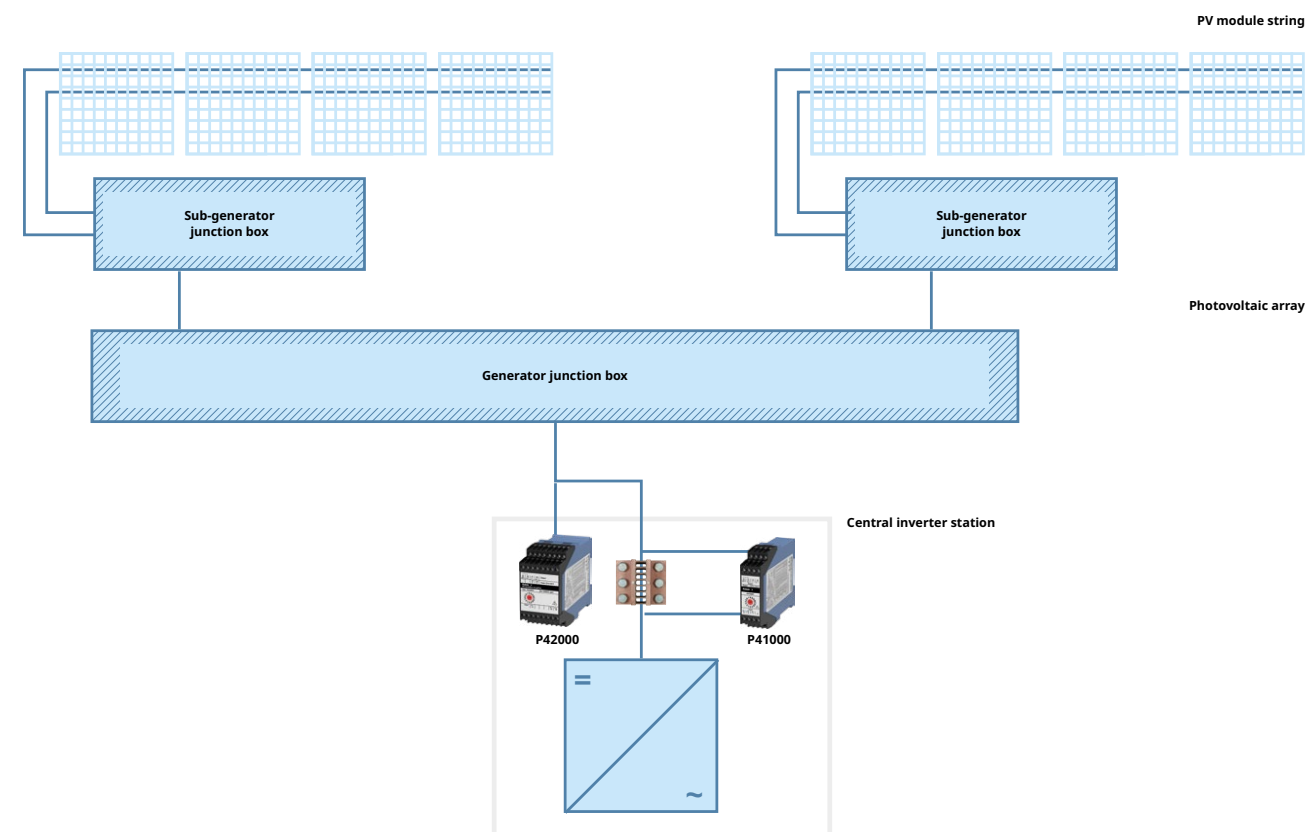 PV module string
Sub-generator
junction box
Sub-generator
junction box
Photovoltaic array
Generator junction box
Central inverter station
P42000
P41000
=
~